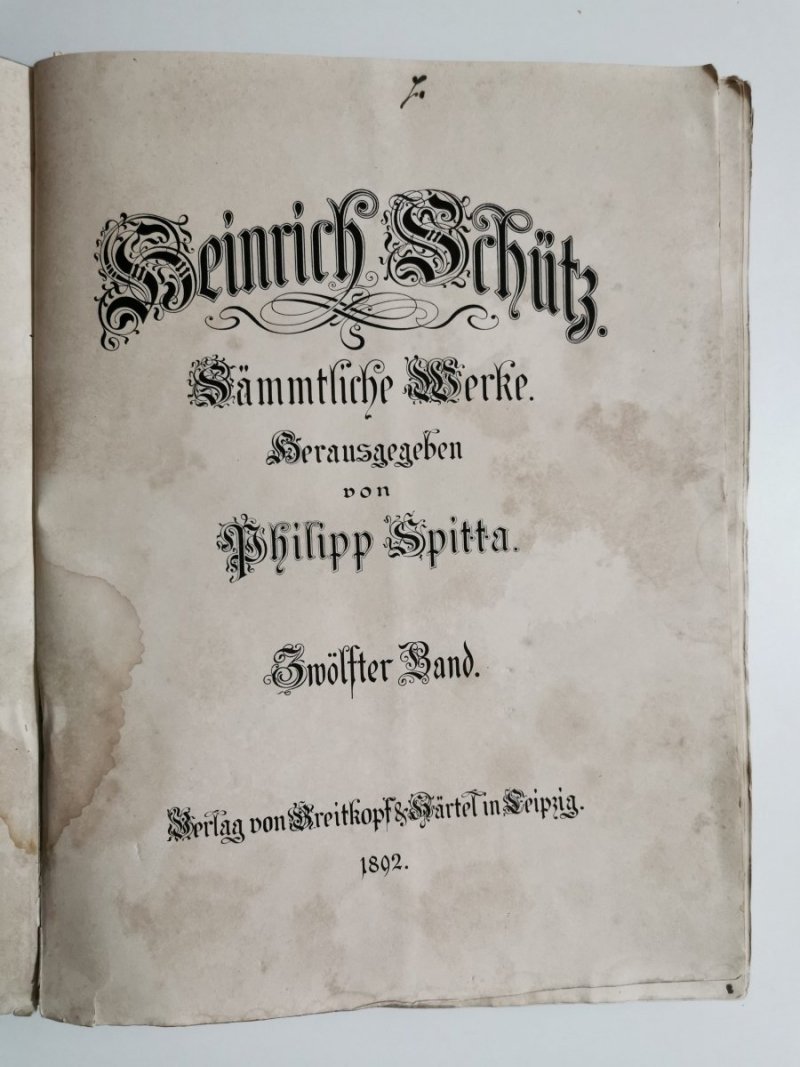 Heinrich Schütz.
Sämmtliche Werke.
Herausgegeben
von
Philipp Spitta.
Zwölfter Band.
Verlag von Breitkopf & Härtel in Leipzig.
1892.